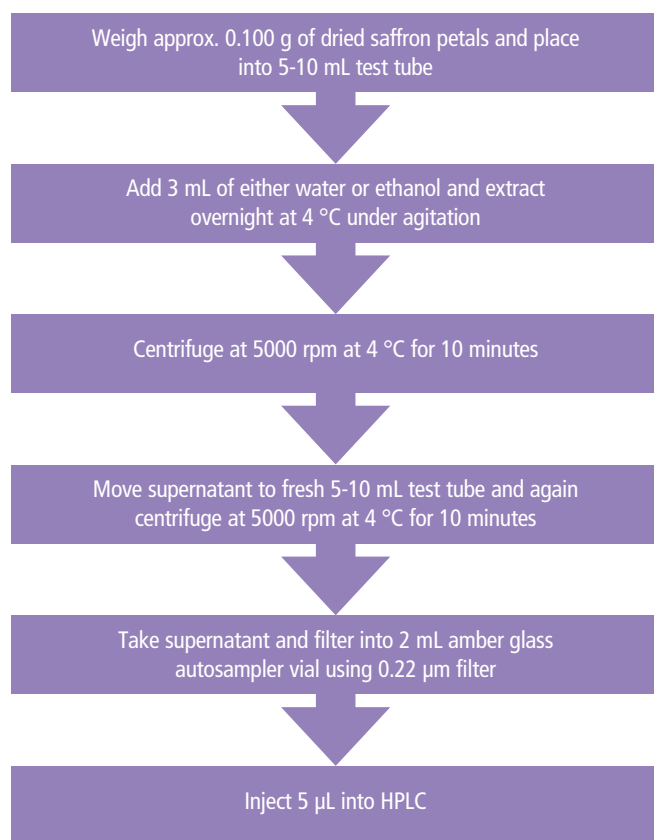 Weigh approx. 0.100 g of dried saffron petals and place
into 5-10 mL test tube
Add 3 mL of either water or ethanol and extract
overnight at 4 °C under agitation
Centrifuge at 5000 rpm at 4 °C for 10 minutes
Move supernatant to fresh 5-10 mL test tube and again
centrifuge at 5000 rpm at 4 °C for 10 minutes
Take supernatant and filter into 2 mL amber glass
autosampler vial using 0.22 µm filter
Inject 5 µL into HPLC